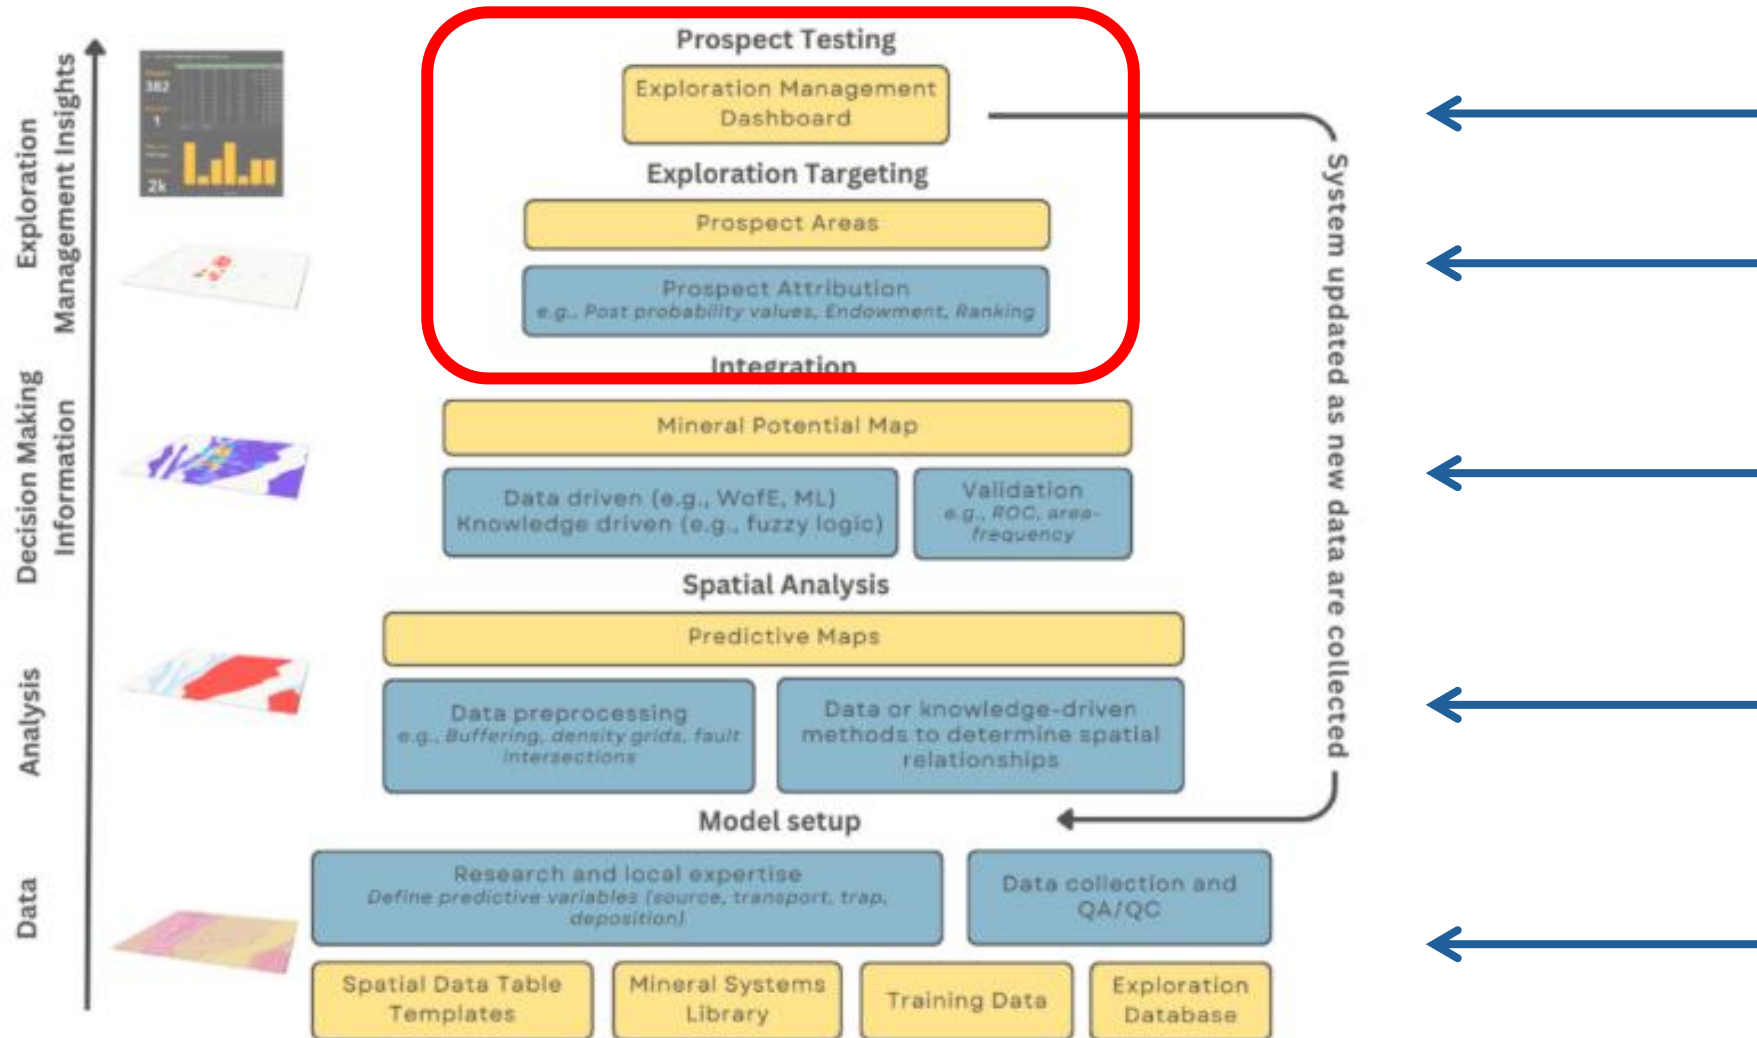 Prospect Testing
Exploration Management
Dashboard
Exploration Targeting
Prospect Areas
Prospect Attribution
e.g., Post probability values, Endowment, Ranking
Integration
Mineral Potential Map
Data driven (e.g., WofE, ML)
Knowledge driven (e.g., fuzzy logic)
Validation
e.g., ROC, area-
frequency
Spatial Analysis
Predictive Maps
Data preprocessing
e.g., Buffering, density grids, fault
intersections
Data or knowledge-driven
methods to determine spatial
relationships
Model setup
Research and local expertise
Define predictive variables (source, transport, trap,
deposition)
Data collection and
QA/QC
Spatial Data Table
Templates
Mineral Systems
Library
Training Data
Exploration
Database
Exploration
Management Insights
Decision Making
Information
Analysis
Data
382
1
2k
System updated as new data are collected